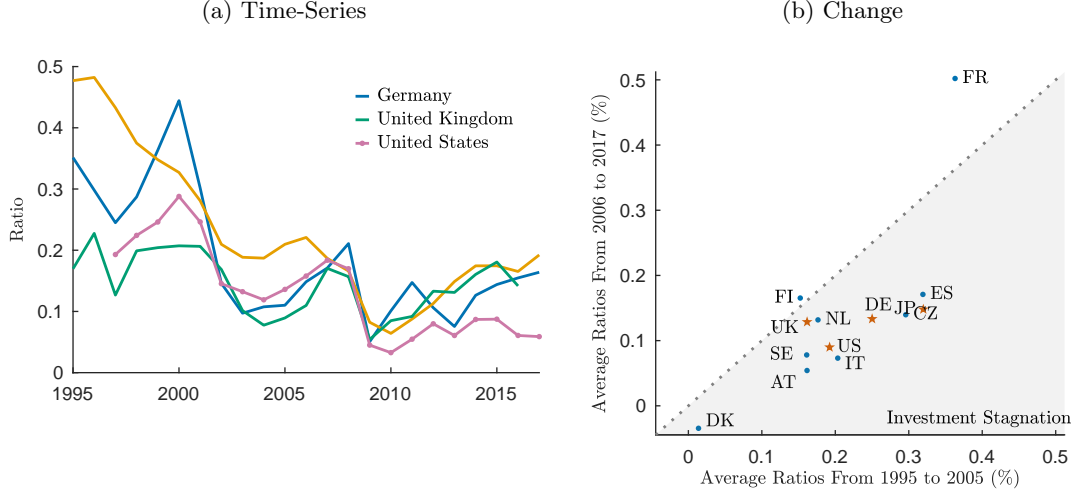 (a) Time-Series
0.5
0.4
0.3
0.2
0.1
0
Ratio
1995
2000
2005
2010
2015
Germany
United Kingdom
United States
(b) Change
0.5
0.3
0.2
0.1
0
Average Ratios From 2006 to 2017 (%)
FR
FI
ES
DE
JP
CZ
UK
NL
SE
US
IT
AT
DK
Investment Stagnation
0
0.1
0.2
0.3
0.4
0.5
Average Ratios From 1995 to 2005 (%)